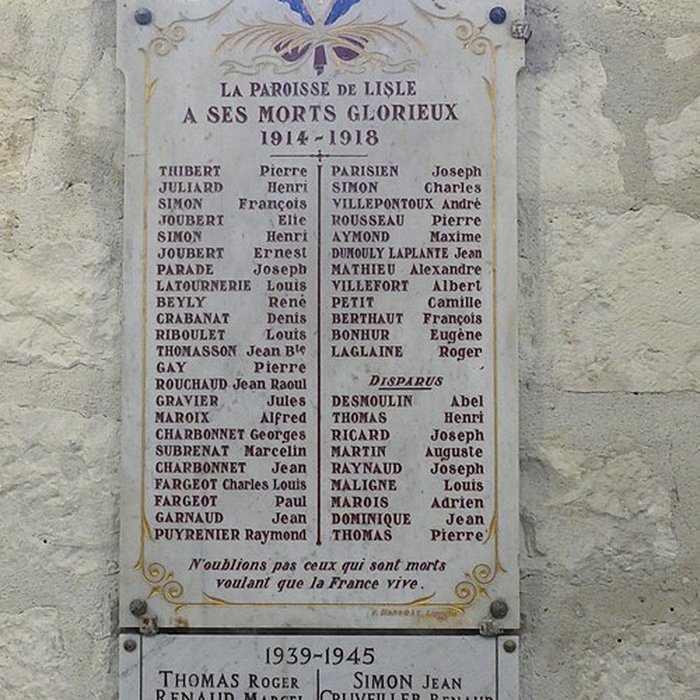 LA PAROISSE DE LISLE
A SES MORTS GLORIEUX
1914-1918
THIBERT Pierre
JULIARD Henri
SIMON François
JOUBERT Elie
SIMON Henri
JOUBERT Ernest
PARADE Joseph
LATOURNERIE Louis
BEYLY René
CRABANAT Denis
RIBOULET Louis
THOMASSON Jean Bte
GAY Pierre
ROUCHAUD Jean Raoul
GRAVIER Jules
MAROIX Alfred
CHARBONNET Georges
SUBRENAT Marcelin
CHARBONNET Jean
FARGEOT Charles Louis
FARGEOT Paul
GARNAUD Jean
PUYRENIER Raymond
PARISIEN Joseph
SIMON Charles
VILLEPONTOUX André
ROUSSEAU Pierre
AYMOND Maxime
DUMOULY LAPLANTE Jean
MATHIEU Alexandre
VILLEFORT Albert
PETIT Camille
BERTHAUT François
BONHUR Eugène
LAGLAINE Roger
DISPARUS
DESMOULIN Abel
THOMAS Henri
RICARD Joseph
MARTIN Auguste
RAYNAUD Joseph
MALIGNE Louis
MAROIS Adrien
DOMINIQUE Jean
THOMAS Pierre
N'oublions pas ceux qui sont morts
voulant que la France vive.
1939-1945
THOMAS ROGER
RENAUD MARCEL
SIMON JEAN
CRUVEILLER RENAUD